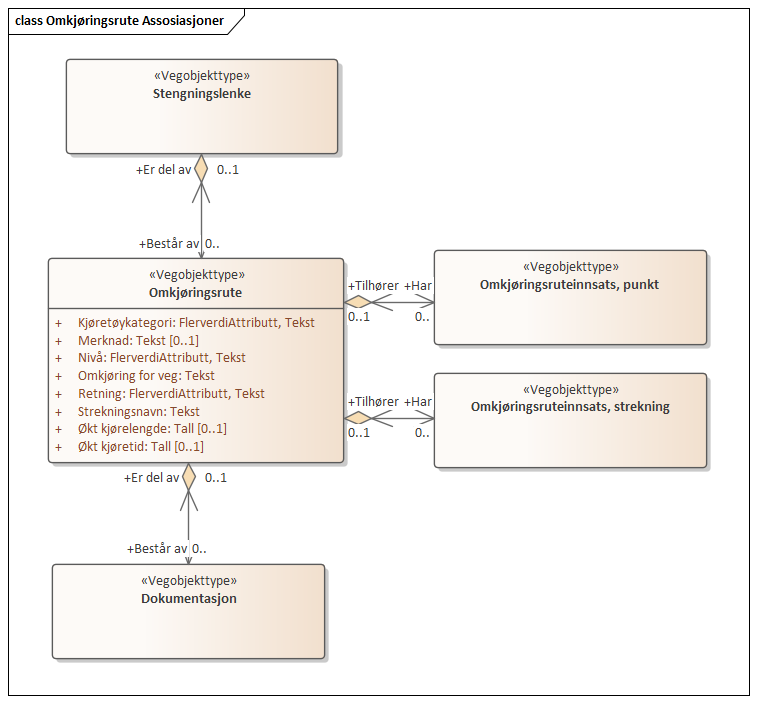 class Omkjøringsrute Assosiasjoner
«Vegobjekttype»
Stengningslenke
+Er del av 0..1
+Består av 0..
«Vegobjekttype»
Omkjøringsrute
+ Kjøretøykategori: FlerverdiAttributt, Tekst
+ Merknad: Tekst [0..1]
+ Nivå: FlerverdiAttributt, Tekst
+ Omkjøring for veg: Tekst
+ Retning: FlerverdiAttributt, Tekst
+ Strekningsnavn: Tekst
+ Økt kjørelengde: Tall [0..1]
+ Økt kjøretid: Tall [0..1]
+Tilhører +Har
0..1 0..
«Vegobjekttype»
Omkjøringsruteinnsats, punkt
+Tilhører +Har
0..1 0..
«Vegobjekttype»
Omkjøringsruteinnsats, strekning
+Er del av 0..1
+Består av 0..
«Vegobjekttype»
Dokumentasjon